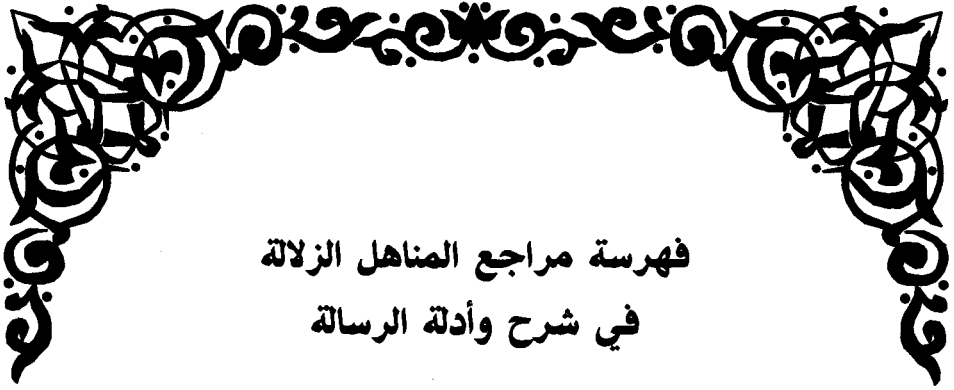 فهرسة مراجع المناهل الزلالة
في شرح وأدلة الرسالة